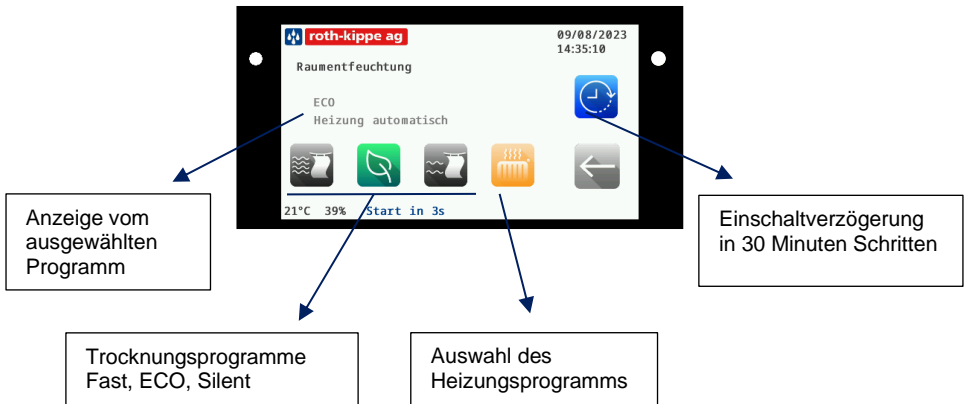 roth-kippe ag
09/08/2023
14:35:10
Raumentfeuchtung
ECO
Heizung automatisch
21°C 39% Start in 3s
Anzeige vom
ausgewählten
Programm
Einschaltverzögerung
in 30 Minuten Schritten
Trocknungsprogramme
Fast, ECO, Silent
Auswahl des
Heizungsprogramms